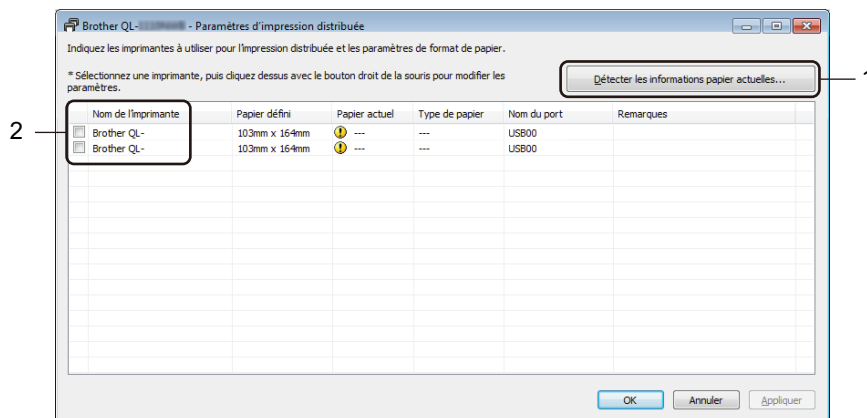 Brother QL- - Paramètres d'impression distribuée
Indiquez les imprimantes à utiliser pour l'impression distribuée et les paramètres de format de papier.
* Sélectionnez une imprimante, puis cliquez dessus avec le bouton droit de la souris pour modifier les
paramètres.
Détecter les informations papier actuelles...
1
2
Nom de l'imprimante Papier défini Papier actuel Type de papier Nom du port Remarques
Brother QL- 103mm x 164mm --- --- USB00
Brother QL- 103mm x 164mm --- --- USB00
OK Annuler Appliquer